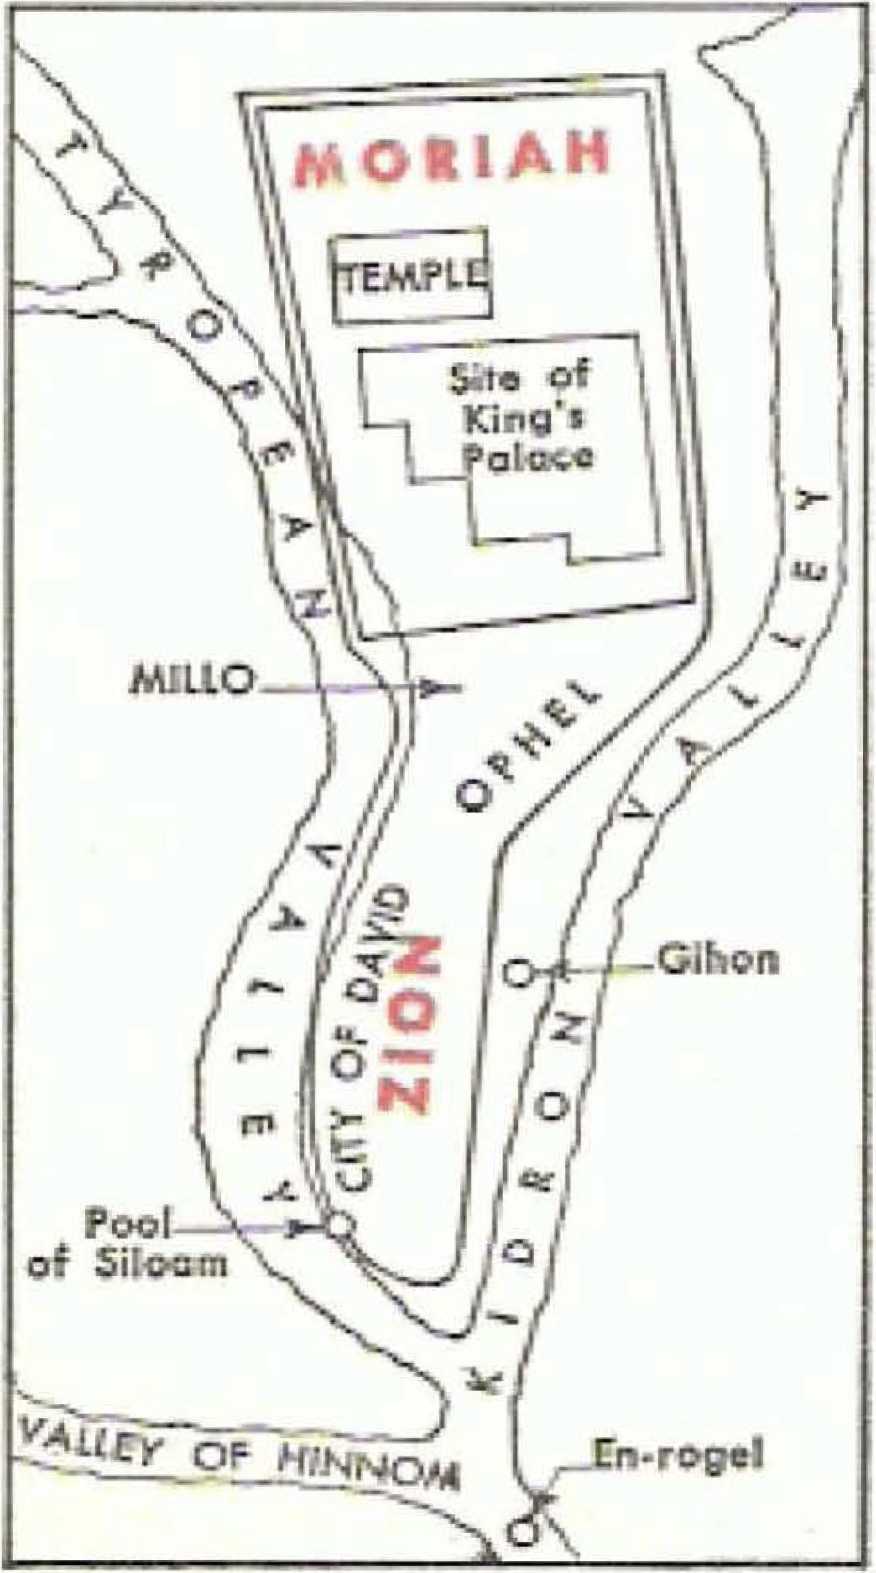 MORIAH
TYROPEAN VALLEY
TEMPLE
Site of
King's
Palace
MILLO
OPHEL
CITY OF DAVID
ZION
Gihon
KIDRON VALLEY
Pool
of Siloam
VALLEY OF HINNOM
En-rogel